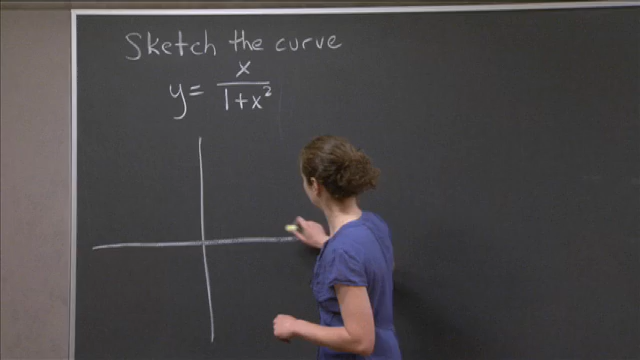 Sketch the curve
y = x/(1+x²)